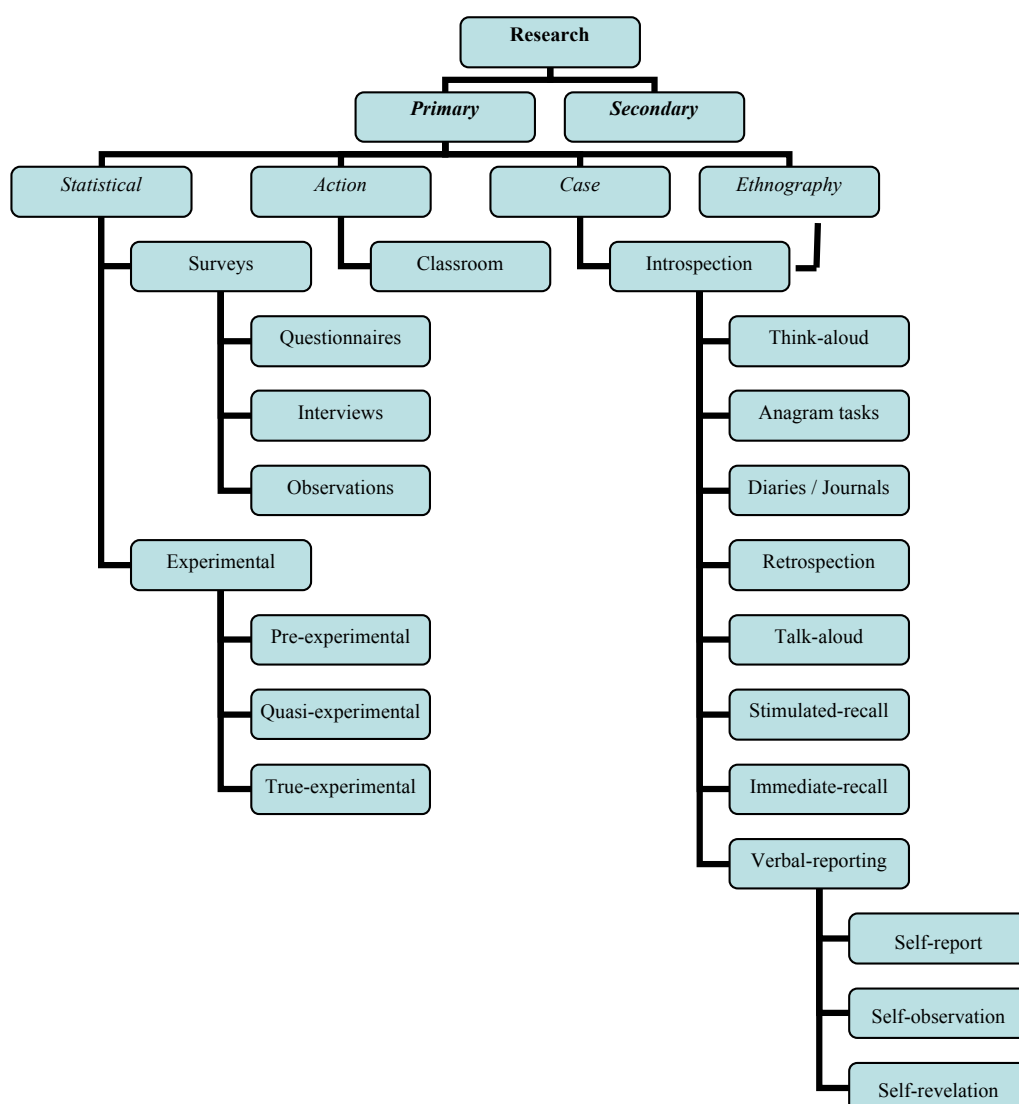 Research
Primary
Secondary
Statistical
Action
Case
Ethnography
Surveys
Classroom
Introspection
Questionnaires
Think-aloud
Interviews
Anagram tasks
Observations
Diaries / Journals
Experimental
Retrospection
Pre-experimental
Talk-aloud
Quasi-experimental
Stimulated-recall
True-experimental
Immediate-recall
Verbal-reporting
Self-report
Self-observation
Self-revelation